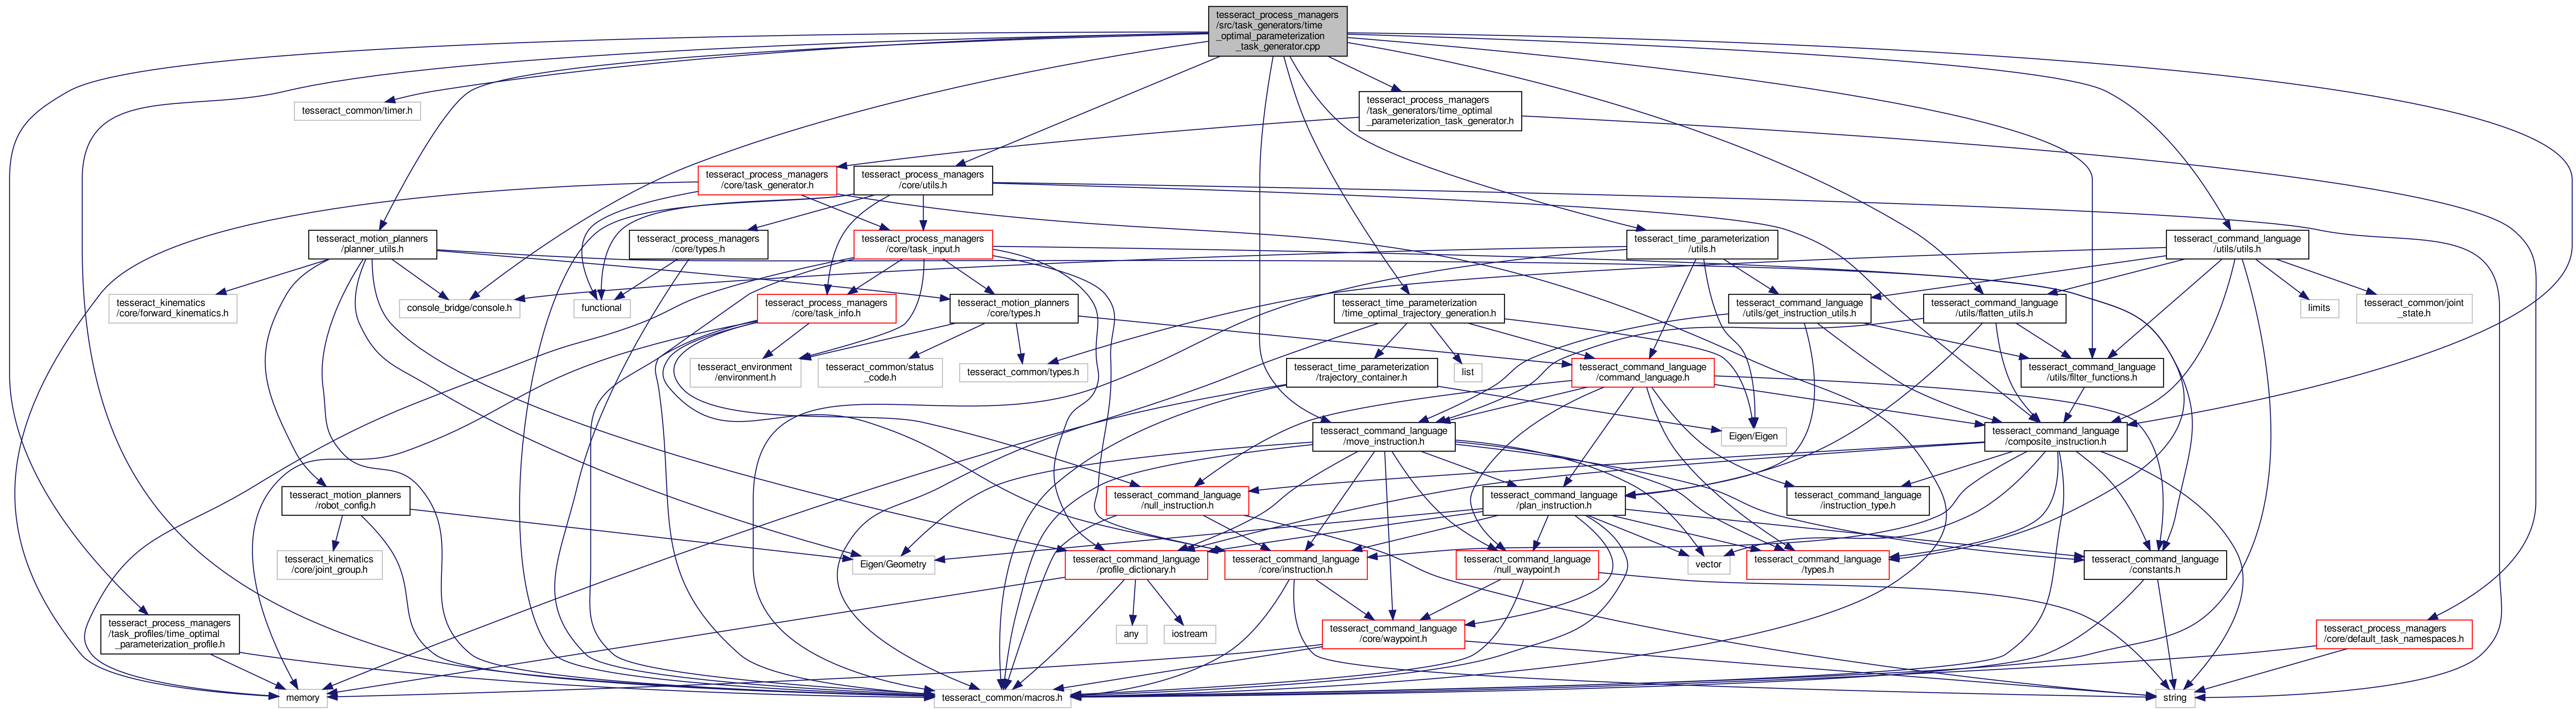 tesseract_process_managers
/src/task_generators/time
_optimal_parameterization
_task_generator.cpp
tesseract_common/timer.h
tesseract_process_managers
/task_generators/time_optimal
_parameterization_task_generator.h
tesseract_process_managers
/core/task_generator.h
tesseract_process_managers
/core/utils.h
tesseract_motion_planners
/planner_utils.h
tesseract_process_managers
/core/types.h
tesseract_process_managers
/core/task_input.h
tesseract_time_parameterization
/utils.h
tesseract_command_language
/utils/utils.h
tesseract_kinematics
/core/forward_kinematics.h
console_bridge/console.h
functional
tesseract_process_managers
/core/task_info.h
tesseract_motion_planners
/core/types.h
tesseract_time_parameterization
/time_optimal_trajectory_generation.h
tesseract_command_language
/utils/get_instruction_utils.h
tesseract_command_language
/utils/flatten_utils.h
limits
tesseract_common/joint
_state.h
tesseract_environment
/environment.h
tesseract_common/status
_code.h
tesseract_common/types.h
tesseract_time_parameterization
/trajectory_container.h
list
tesseract_command_language
/command_language.h
tesseract_command_language
/utils/filter_functions.h
tesseract_command_language
/move_instruction.h
Eigen/Eigen
tesseract_command_language
/composite_instruction.h
tesseract_motion_planners
/robot_config.h
tesseract_command_language
/null_instruction.h
tesseract_command_language
/plan_instruction.h
tesseract_command_language
/instruction_type.h
tesseract_kinematics
/core/joint_group.h
Eigen/Geometry
tesseract_command_language
/profile_dictionary.h
tesseract_command_language
/core/instruction.h
tesseract_command_language
/null_waypoint.h
vector
tesseract_command_language
/types.h
tesseract_command_language
/constants.h
tesseract_process_managers
/task_profiles/time_optimal
_parameterization_profile.h
any
iostream
tesseract_command_language
/core/waypoint.h
tesseract_process_managers
/core/default_task_namespaces.h
memory
tesseract_common/macros.h
string